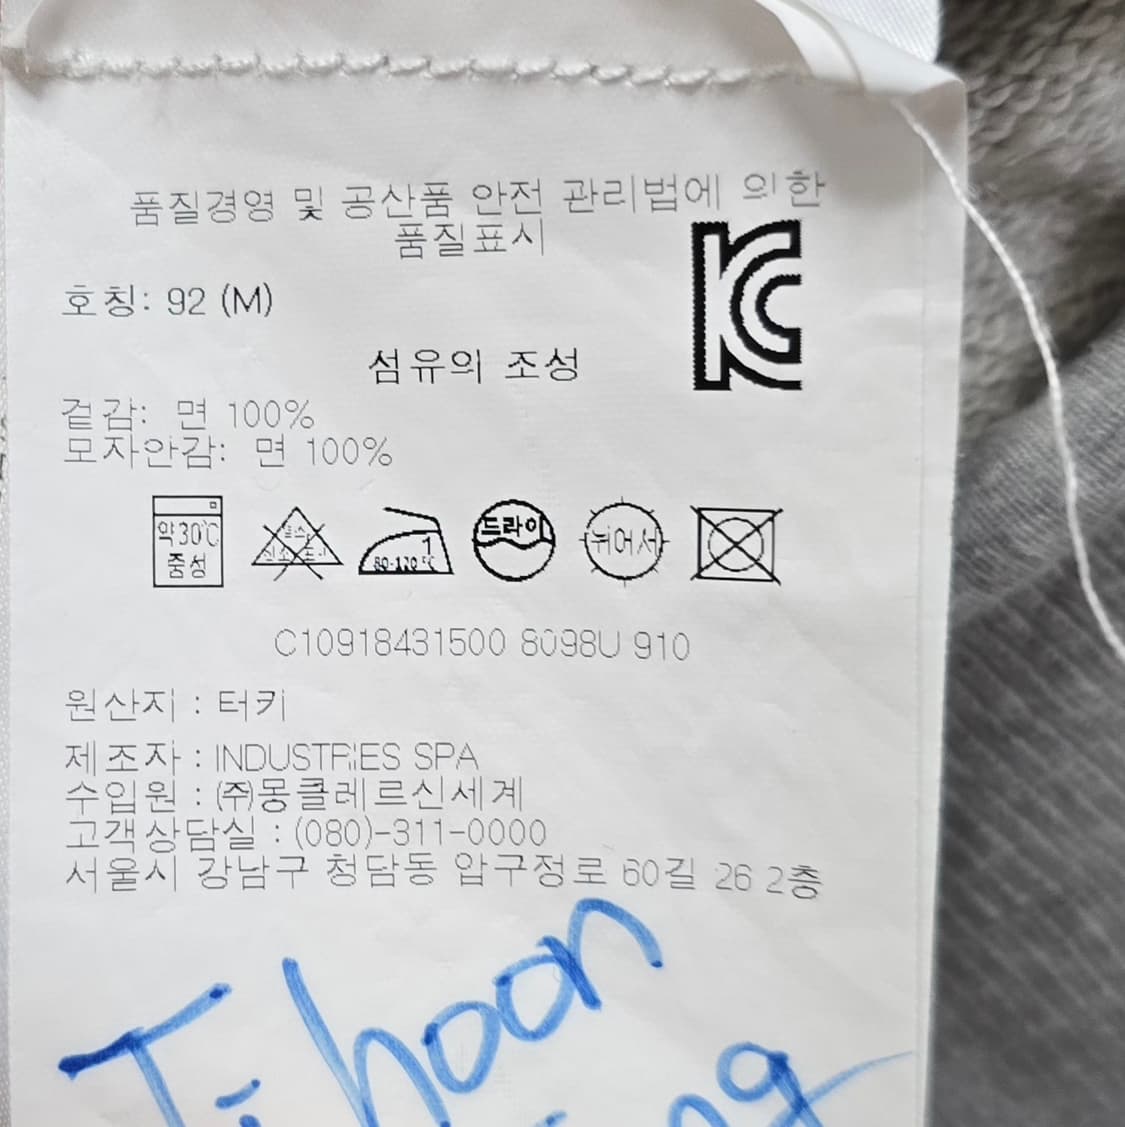 품질경영 및 공산품 안전 관리법에 의한
품질표시
KC
호칭: 92 (M)
섬유의 조성
겉감: 면 100%
모자안감: 면 100%
약30℃
중성
1
80-120℃
드라이
뉘어서
C10918431500 8098U 910
원산지 : 터키
제조자 : INDUSTRIES SPA
수입원 : ㈜몽클레르신세계
고객상담실 : (080)-311-0000
서울시 강남구 청담동 압구정로 60길 26 2층
hoon